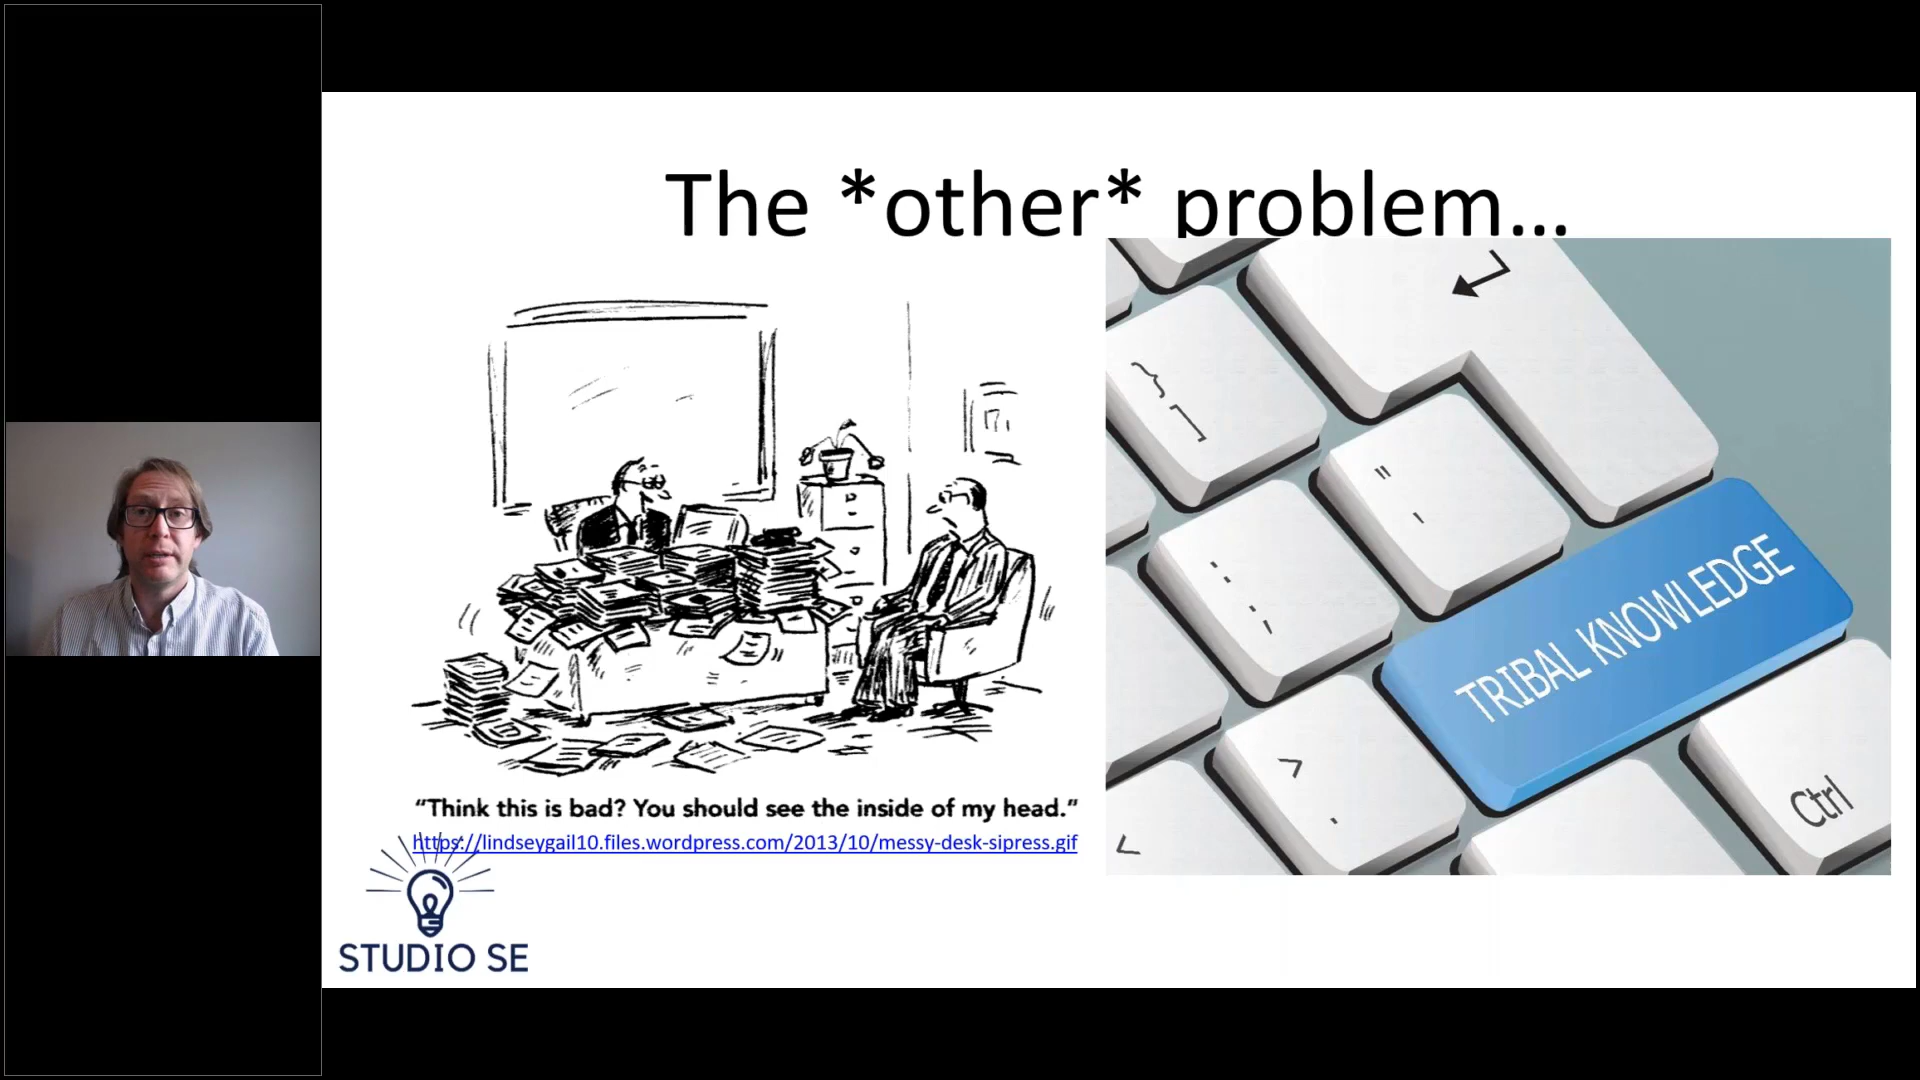 The *other* problem...
TRIBAL KNOWLEDGE
Ctrl
“Think this is bad? You should see the inside of my head.”
https://lindseygail10.files.wordpress.com/2013/10/messy-desk-sipress.gif
STUDIO SE